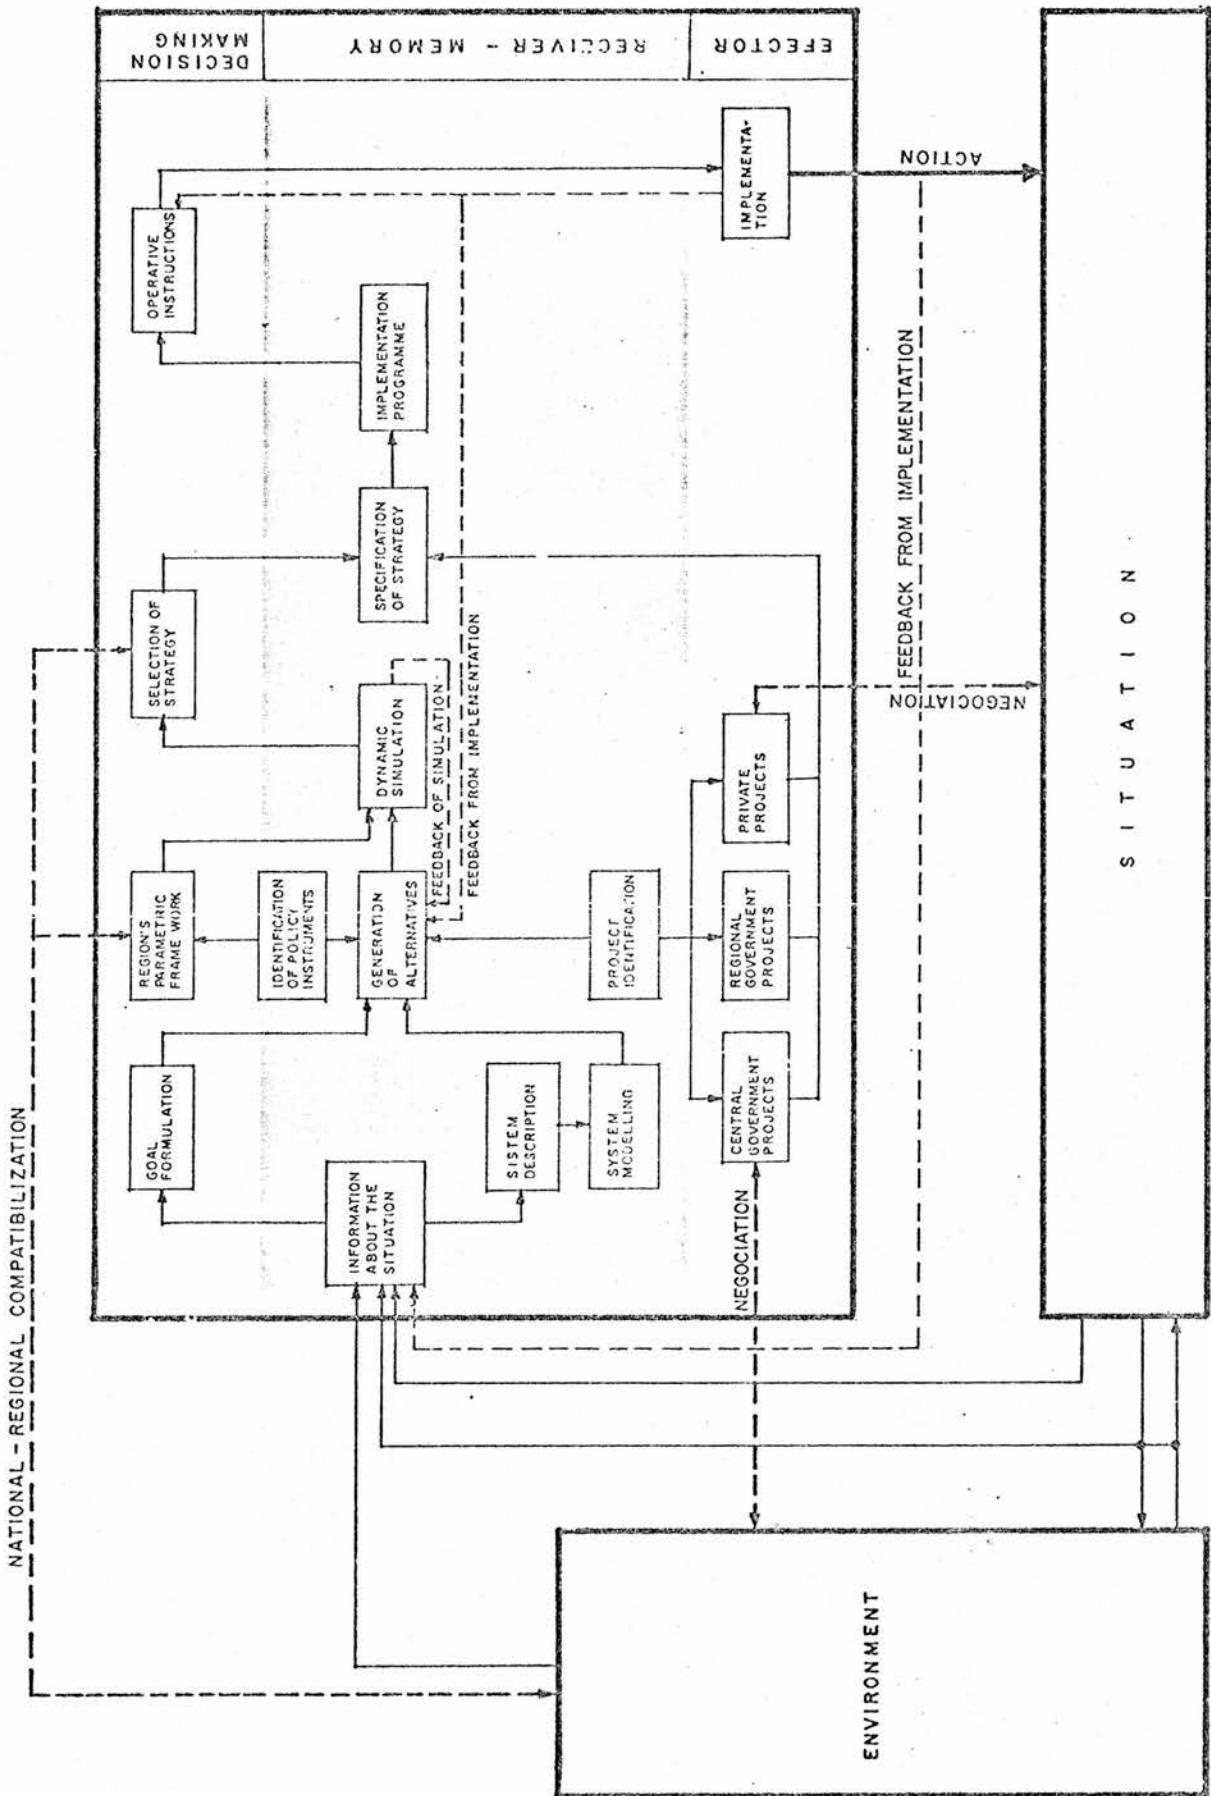 NATIONAL - REGIONAL COMPATIBILIZATION
DECISION
MAKING
RECEIVER - MEMORY
EFECTOR
GOAL
FORMULATION
REGION'S
PARAMETRIC
FRAME WORK
SELECTION OF
STRATEGY
OPERATIVE
INSTRUCTIONS
IDENTIFICATION
OF POLICY
INSTRUMENTS
INFORMATION
ABOUT THE
SITUATION
GENERATION
OF
ALTERNATIVES
DYNAMIC
SIMULATION
SPECIFICATION
OF STRATEGY
IMPLEMENTATION
PROGRAMME
FEEDBACK OF SIMULATION
FEEDBACK FROM IMPLEMENTATION
SISTEM
DESCRIPTION
SYSTEM
MODELLING
PROJECT
IDENTIFICATION
CENTRAL
GOVERNMENT
PROJECTS
REGIONAL
GOVERNMENT
PROJECTS
PRIVATE
PROJECTS
IMPLEMENTA-
TION
NEGOCIATION
NEGOCIATION
FEEDBACK FROM IMPLEMENTATION
ACTION
ENVIRONMENT
SITUATION